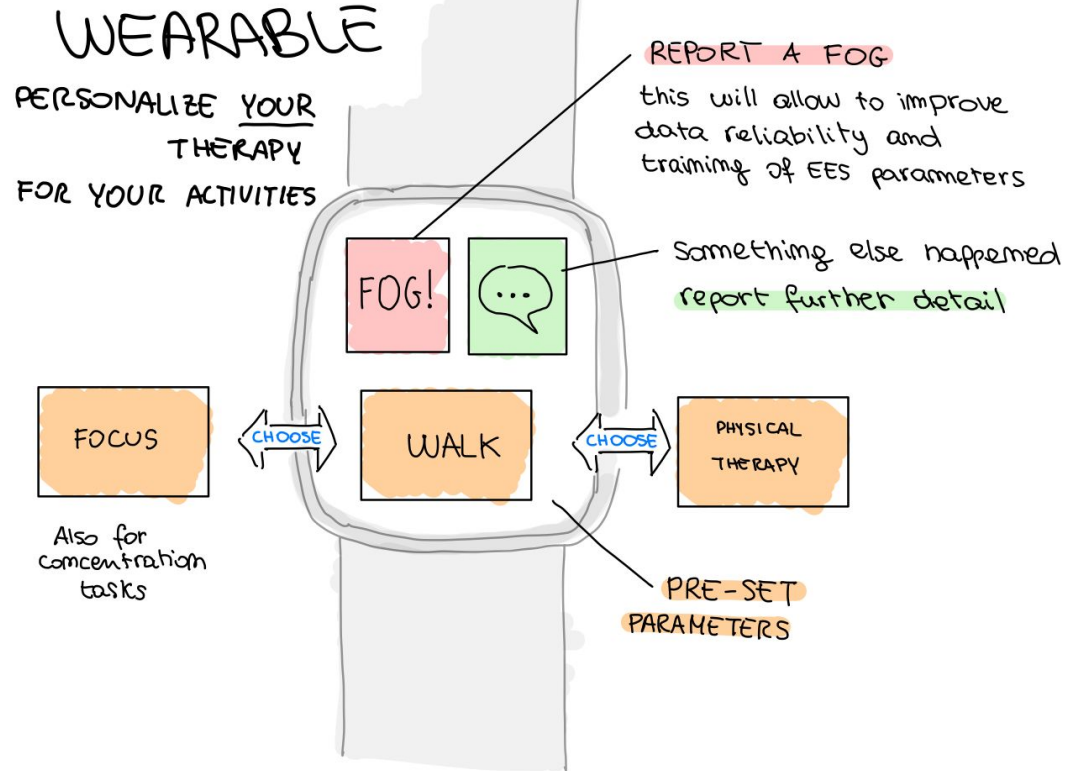 WEARABLE
PERSONALIZE YOUR
THERAPY
FOR YOUR ACTIVITIES
REPORT A FOG
this will allow to improve
data reliability and
training of EES parameters
FOG!
...
something else happened
report further detail
FOCUS
CHOOSE
WALK
CHOOSE
PHYSICAL
THERAPY
Also for
concentration
tasks
PRE-SET
PARAMETERS